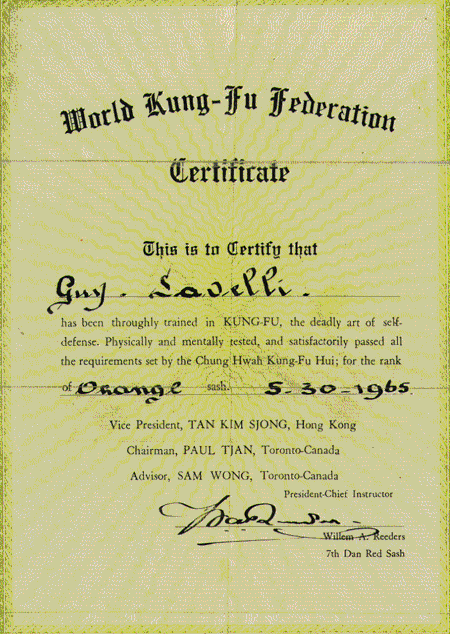 World Kung-Fu Federation
Certificate
This is to Certify that
Guy. Savelli.
has been throughly trained in KUNG-FU, the deadly art of self-
defense. Physically and mentally tested, and satisfactorily passed all
the requirements set by the Chung Hwah Kung-Fu Hui; for the rank
of Orange sash. 5-30-1965
Vice President, TAN KIM SJONG, Hong Kong
Chairman, PAUL TJAN, Toronto-Canada
Advisor, SAM WONG, Toronto-Canada
President-Chief Instructor
Willem A. Reeders
7th Dan Red Sash